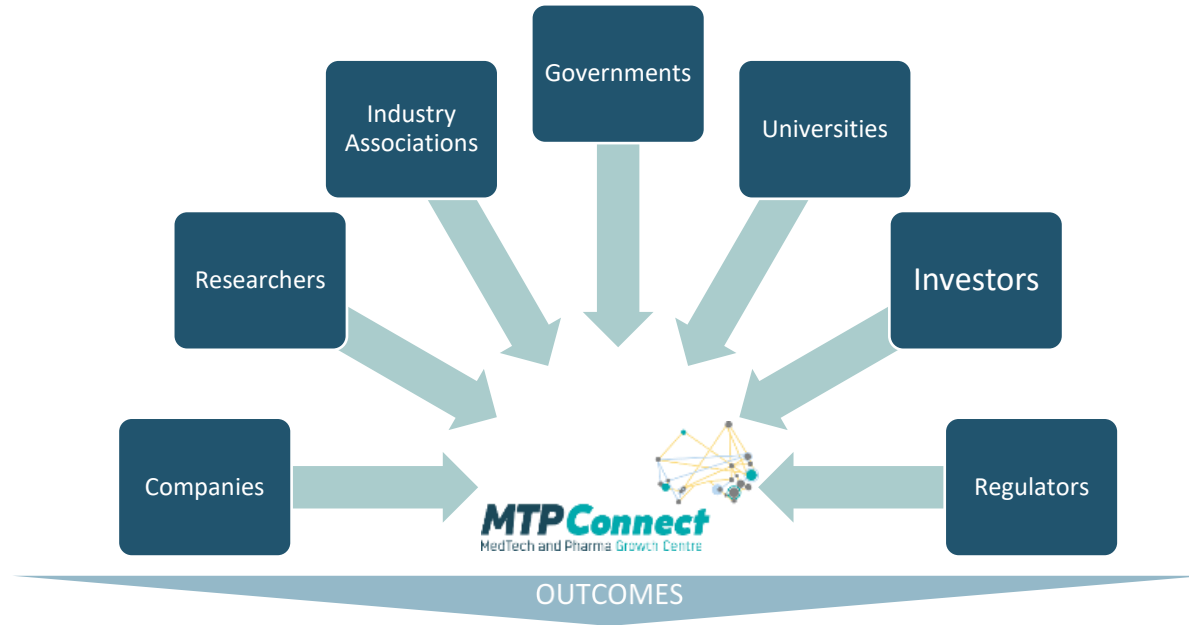 Governments
Industry
Associations
Universities
Researchers
Investors
Companies
Regulators
MTPConnect
MedTech and Pharma Growth Centre
OUTCOMES